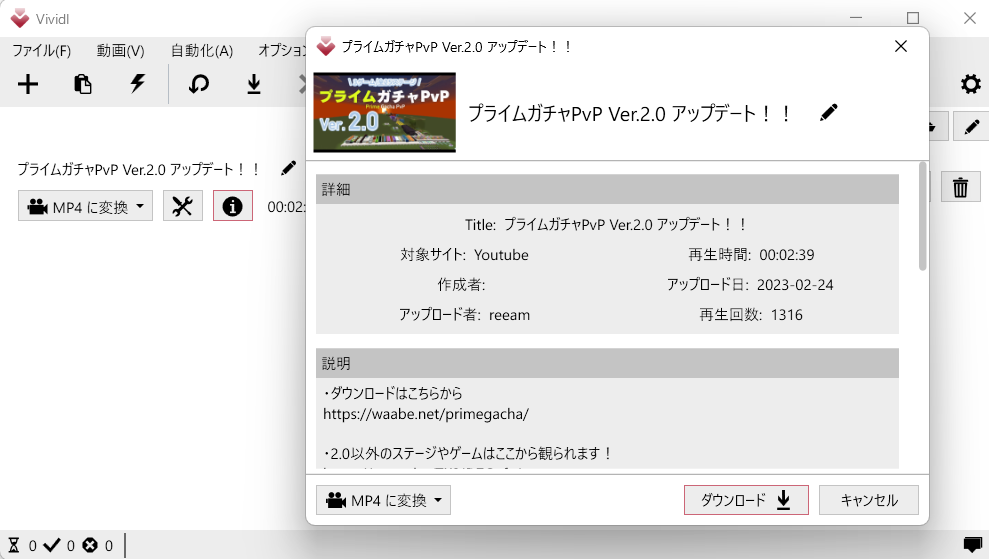 Vividl
ファイル(F) 動画(V) 自動化(A) オプション
プライムガチャPvP Ver.2.0 アップデート！！
MP4 に変換
00:02:
プライムガチャPvP Ver.2.0 アップデート！！
プライムガチャPvP
Prime Gacha PvP
Ver. 2.0
プライムガチャPvP Ver.2.0 アップデート！！
詳細
Title: プライムガチャPvP Ver.2.0 アップデート！！
対象サイト: Youtube 再生時間: 00:02:39
作成者: アップロード日: 2023-02-24
アップロード者: reeam 再生回数: 1316
説明
・ダウンロードはこちらから
https://waabe.net/primegacha/
・2.0以外のステージやゲームはここから観られます！
MP4 に変換 ダウンロード キャンセル
0 0 0